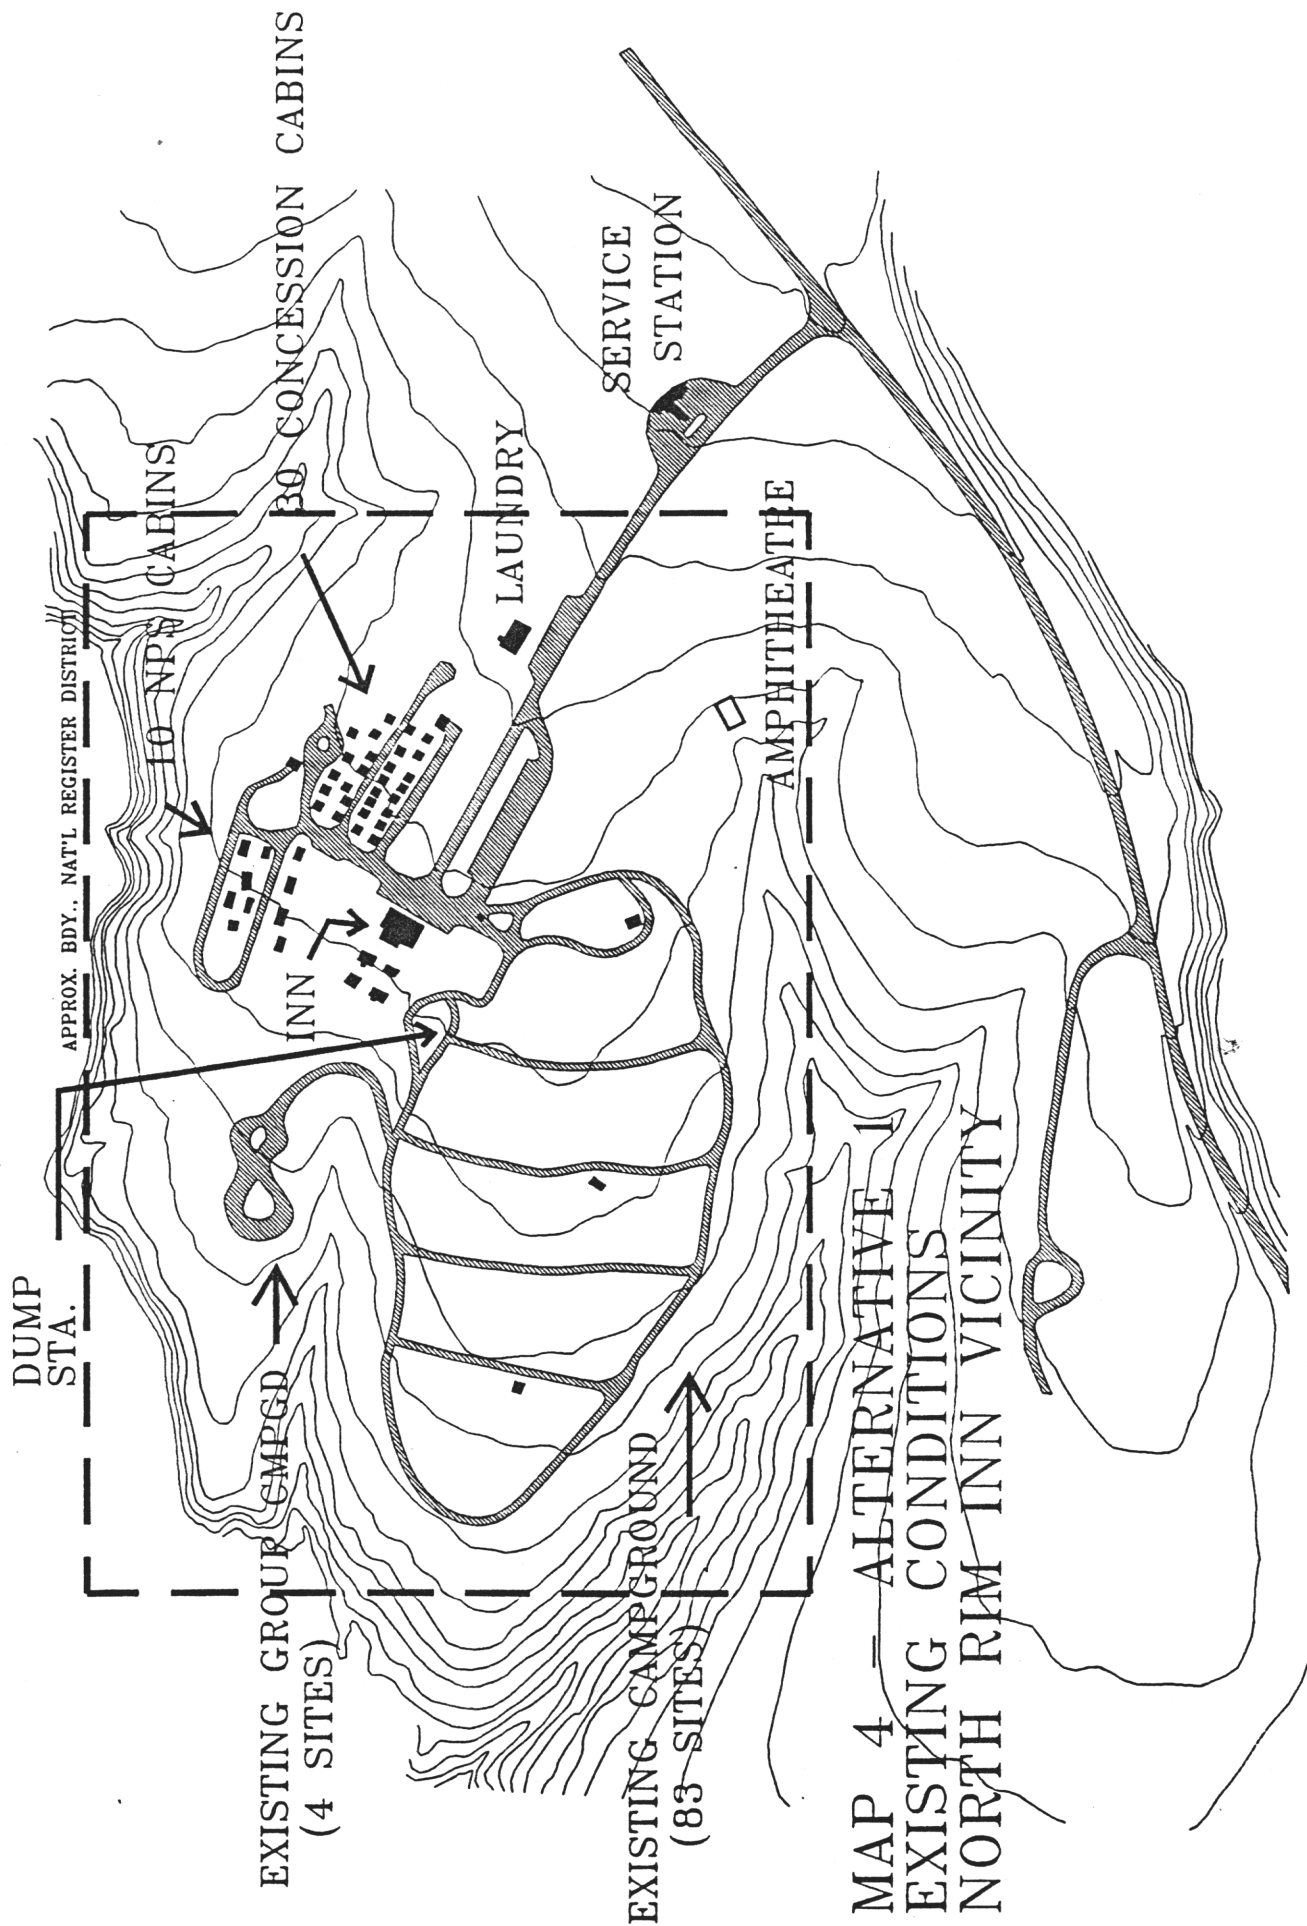 DUMP
STA.
APPROX. BDY., NAT'L REGISTER DISTRICT
10 NPS CABINS
30 CONCESSION CABINS
INN
LAUNDRY
SERVICE
STATION
AMPHITHEATRE
EXISTING GROUP CMPGD
(4 SITES)
EXISTING CAMPGROUND
(83 SITES)
MAP 4 – ALTERNATIVE 1
EXISTING CONDITIONS
NORTH RIM INN VICINITY